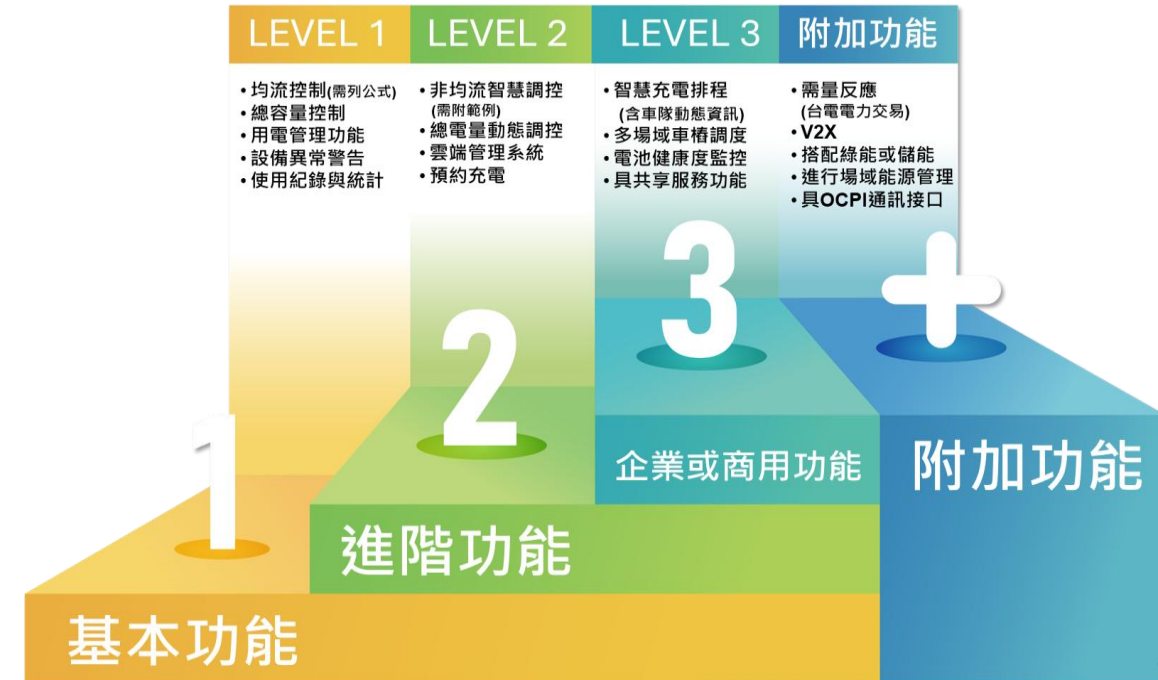 LEVEL 1
•均流控制(需列公式)
•總容量控制
•用電管理功能
•設備異常警告
•使用紀錄與統計
LEVEL 2
•非均流智慧調控
(需附範例)
•總電量動態調控
•雲端管理系統
•預約充電
LEVEL 3
•智慧充電排程
(含車隊動態資訊)
•多場域車樁調度
•電池健康度監控
•具共享服務功能
附加功能
•需量反應
(台電電力交易)
•V2X
•搭配綠能或儲能
•進行場域能源管理
•具OCPI通訊接口
1
2
3
+
基本功能
進階功能
企業或商用功能
附加功能